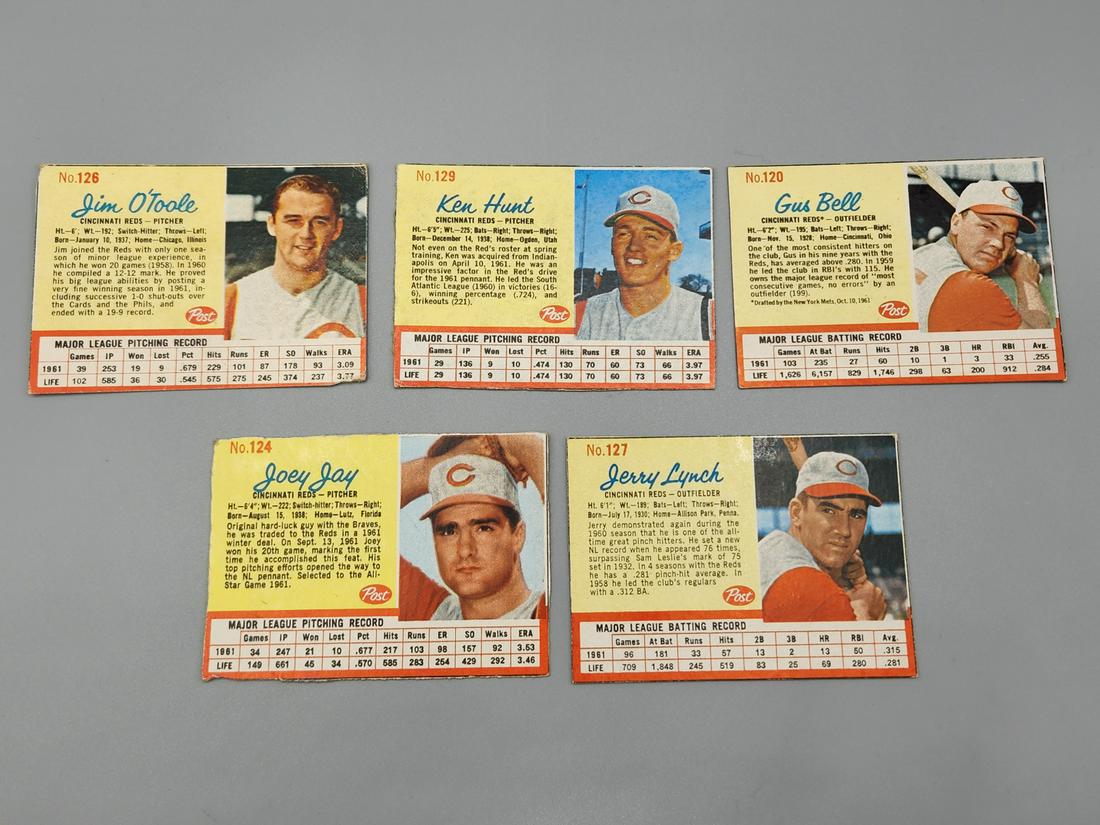 No.126
Jim O'Toole
CINCINNATI REDS — PITCHER
Ht.—6'; Wt.—192; Switch-Hitter; Throws—Left;
Born—January 10, 1937; Home—Chicago, Illinois
Jim joined the Reds with only one sea-
son of minor league experience, in
which he won 20 games (1958). In 1960
he compiled a 12-12 mark. He proved
his big league abilities by posting a
very fine winning season in 1961, in-
cluding successive 1-0 shut-outs over
the Cards and the Phils, and
ended with a 19-9 record.
Post
MAJOR LEAGUE PITCHING RECORD
Games IP Won Lost Pct Hits Runs ER SO Walks ERA
1961 39 253 19 9 .679 229 101 87 178 93 3.09
LIFE 102 585 36 30 .545 575 275 245 374 237 3.77
No.129
Ken Hunt
CINCINNATI REDS — PITCHER
Ht.—6'5"; Wt.—225; Bats—Right; Throws—Right;
Born—December 14, 1938; Home—Ogden, Utah
Not even on the Red's roster at spring
training, Ken was acquired from Indian-
apolis on April 10, 1961. He was an
impressive factor in the Red's drive
for the 1961 pennant. He led the South
Atlantic League (1960) in victories (16-
6), winning percentage (.724), and
strikeouts (221).
Post
MAJOR LEAGUE PITCHING RECORD
Games IP Won Lost Pct Hits Runs ER SO Walks ERA
1961 29 136 9 10 .474 130 70 60 73 66 3.97
LIFE 29 136 9 10 .474 130 70 60 73 66 3.97
No.120
Gus Bell
CINCINNATI REDS* — OUTFIELDER
Ht.—6'2"; Wt.—195; Bats—Left; Throws—Right;
Born—Nov. 15, 1928; Home—Cincinnati, Ohio
One of the most consistent hitters on
the club, Gus in his nine years with the
Reds, has averaged above .280. In 1959
he led the club in RBI's with 115. He owns
the major league record of "most
consecutive games, no errors" by an
outfielder (199).
*Drafted by the New York Mets, Oct. 10, 1961
Post
MAJOR LEAGUE BATTING RECORD
Games At Bat Runs Hits 2B 3B HR RBI Avg.
1961 103 235 27 60 10 1 3 33 .255
LIFE 1,626 6,157 829 1,746 298 63 200 912 .284
No.124
Joey Jay
CINCINNATI REDS — PITCHER
Ht.—6'4"; Wt.—222; Switch-hitter; Throws—Right;
Born—August 15, 1938; Home—Lutz, Florida
Original hard-luck guy with the Braves,
he was traded to the Reds in a 1961
winter deal. On Sept. 13, 1961 Joey
won his 20th game, marking the first
time he accomplished this feat. His
top pitching efforts opened the way to
the NL pennant. Selected to the All-
Star Game 1961.
Post
MAJOR LEAGUE PITCHING RECORD
Games IP Won Lost Pct Hits Runs ER SO Walks ERA
1961 34 247 21 10 .677 217 103 98 157 92 3.53
LIFE 149 661 45 34 .570 585 283 254 429 292 3.46
No.127
Jerry Lynch
CINCINNATI REDS — OUTFIELDER
Ht. 6'1"; Wt.—189; Bats—Left; Throws—Right;
Born—July 17, 1930; Home—Allison Park, Penna.
Jerry demonstrated again during the
1960 season that he is one of the all-
time great pinch hitters. He set a new
NL record when he appeared 76 times,
surpassing Sam Leslie's mark of 75
set in 1932. In 4 seasons with the Reds
he has a .281 pinch-hit average. In
1958 he led the club's regulars
with a .312 BA.
Post
MAJOR LEAGUE BATTING RECORD
Games At Bat Runs Hits 2B 3B HR RBI Avg.
1961 96 181 33 57 13 2 13 50 .315
LIFE 709 1,848 245 519 83 25 69 280 .281